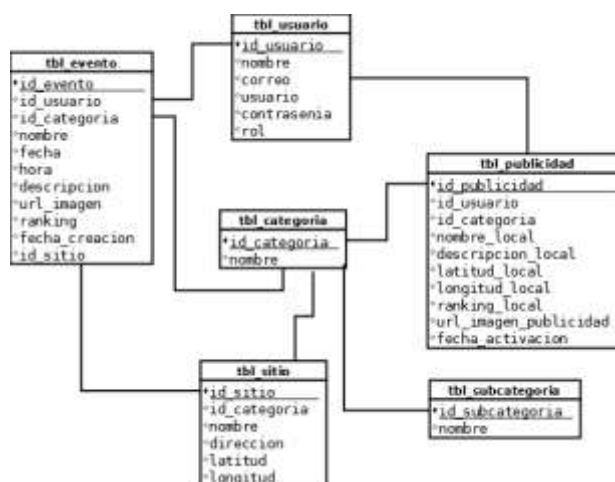 tbl_usuario
id_usuario
nombre
correo
usuario
contrasenia
rol
tbl_evento
id_evento
id_usuario
id_categoria
nombre
fecha
hora
descripcion
url_imagen
ranking
fecha_creacion
id_sitio
tbl_publicidad
id_publicidad
id_usuario
id_categoria
nombre_local
descripcion_local
latitud_local
longitud_local
ranking_local
url_imagen_publicidad
fecha_activacion
tbl_categoria
id_categoria
nombre
tbl_sitio
id_sitio
id_categoria
nombre
direccion
latitud
longitud
tbl_subcategoria
id_subcategoria
nombre